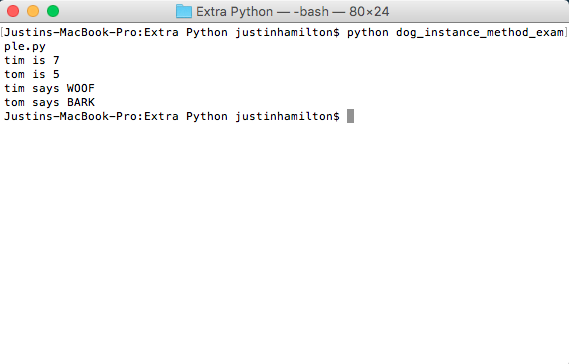 Extra Python — -bash — 80×24
[Justins-MacBook-Pro:Extra Python justinhamilton$ python dog_instance_method_exam]
ple.py
tim is 7
tom is 5
tim says WOOF
tom says BARK
Justins-MacBook-Pro:Extra Python justinhamilton$